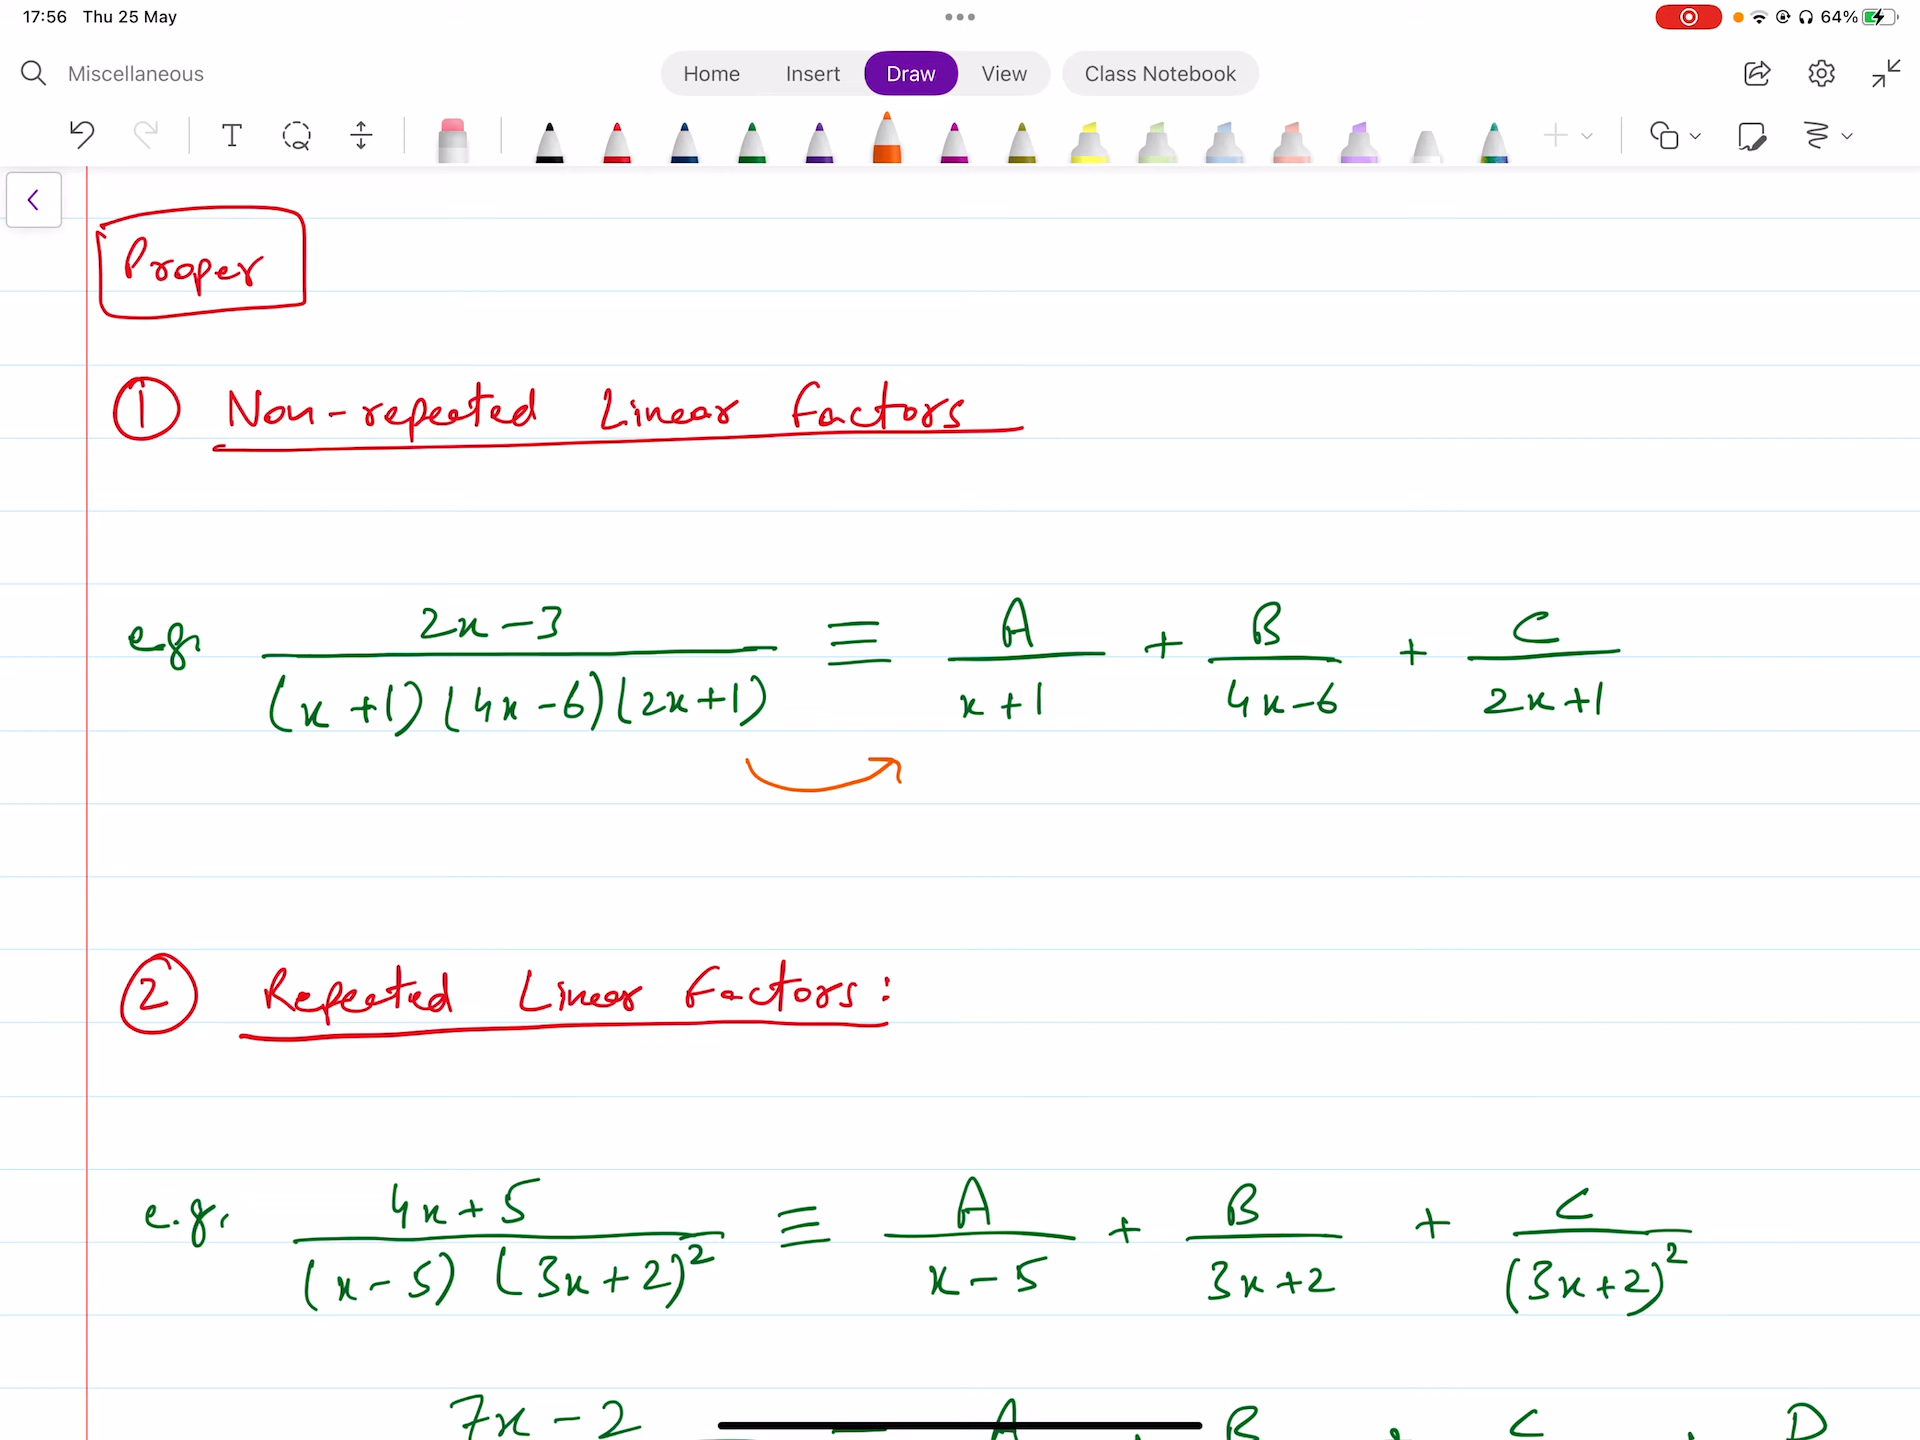 17:56 Thu 25 May 64%
Miscellaneous Home Insert Draw View Class Notebook
T
Proper
① Non-repeated Linear factors
e.g. (2x-3)/((x+1)(4x-6)(2x+1)) ≡ A/(x+1) + B/(4x-6) + C/(2x+1)
② Repeated Linear Factors:
e.g. (4x+5)/((x-5)(3x+2)²) ≡ A/(x-5) + B/(3x+2) + C/(3x+2)²
7x-2 A B C D